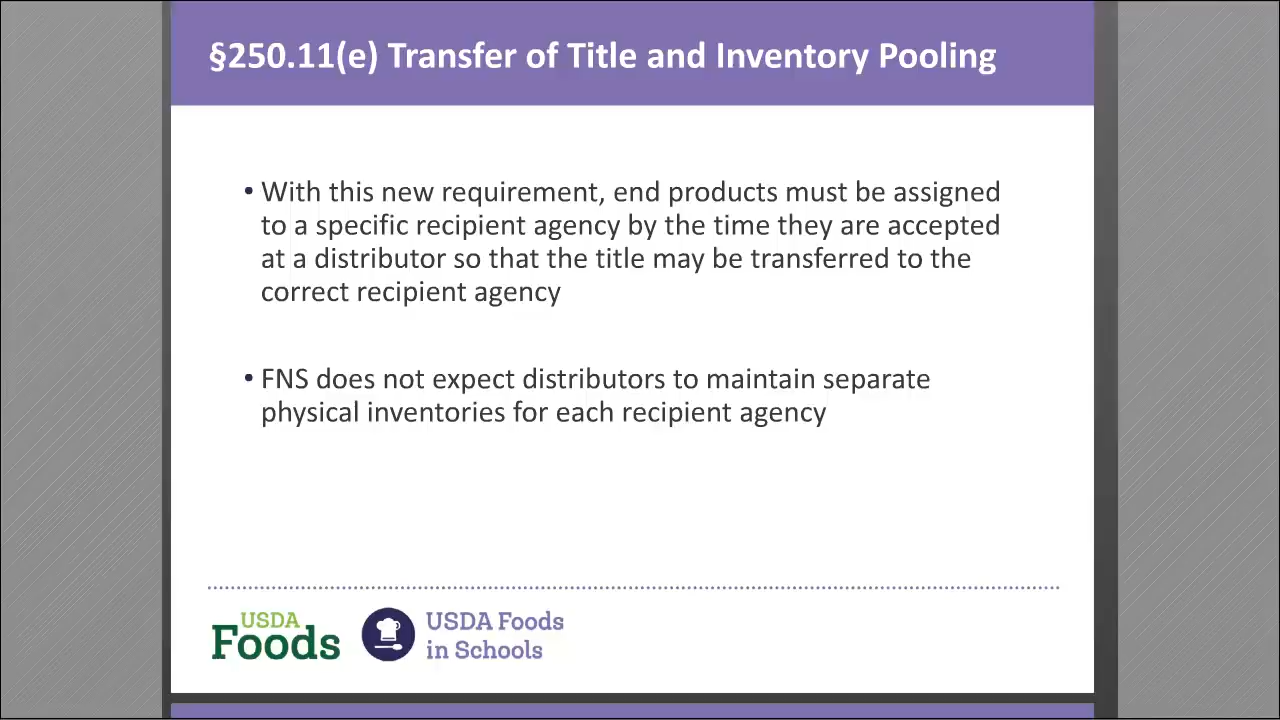 §250.11(e) Transfer of Title and Inventory Pooling
• With this new requirement, end products must be assigned
to a specific recipient agency by the time they are accepted
at a distributor so that the title may be transferred to the
correct recipient agency
• FNS does not expect distributors to maintain separate
physical inventories for each recipient agency
USDA
Foods
USDA Foods
in Schools